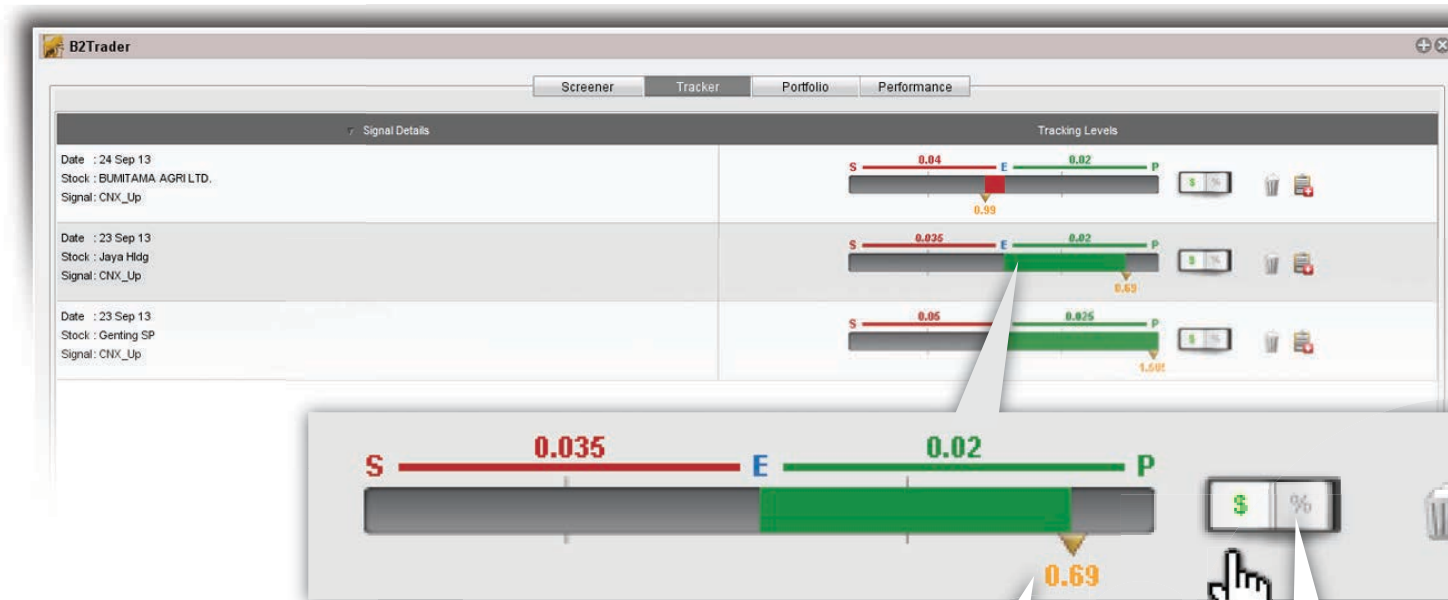 B2Trader
Screener Tracker Portfolio Performance
Signal Details Tracking Levels
Date : 24 Sep 13
Stock : BUMITAMA AGRI LTD.
Signal: CNX_Up
S 0.04 E 0.02 P
$ %
0.99
Date : 23 Sep 13
Stock : Jaya Hldg
Signal: CNX_Up
S 0.035 E 0.02 P
$ %
0.69
Date : 23 Sep 13
Stock : Genting SP
Signal: CNX_Up
S 0.05 0.025 P
$ %
S 0.035 E 0.02 P
$ %
0.69